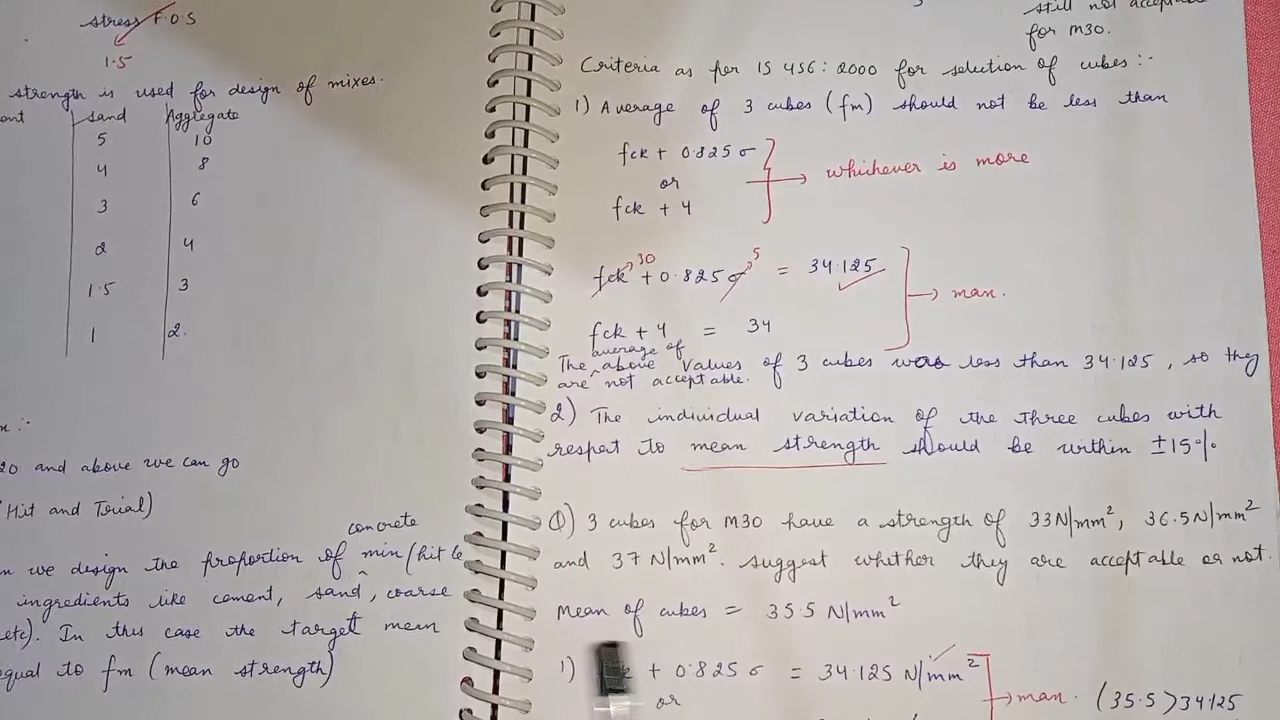 stress F.O.S
1.5
strength is used for design of mixes.
sand Aggregate
5 10
4 8
3 6
2 4
1.5 3
1 2.
20 and above we can go
Hit and Trial)
concrete
we design the proportion of min/hit &
ingredients like cement, sand, coarse
etc). In this case the target mean
equal to fm (mean strength)
still not
for M30.
Criteria as per IS 456 : 2000 for selection of cubes :-
1) Average of 3 cubes (fm) should not be less than
fck + 0.825 σ
or
fck + 4
whichever is more
30 5
fck + 0.825 σ = 34.125
fck + 4 = 34
man.
average of
The above values of 3 cubes was less than 34.125, so they
are not acceptable.
2) The individual variation of the three cubes with
respet to mean strength should be within ±15%
Q) 3 cubes for M30 have a strength of 33N/mm², 36.5N/mm²
and 37 N/mm². suggest whether they are acceptable or not.
Mean of cubes = 35.5 N/mm²
1) + 0.825 σ = 34.125 N/mm²
or
man. (35.5) 34.125